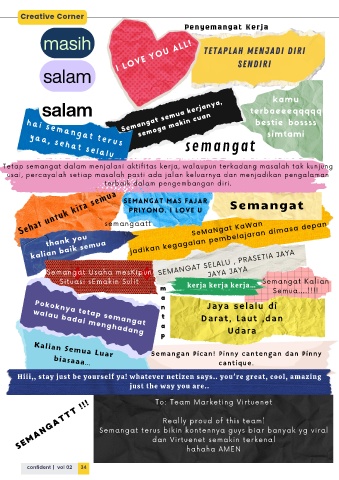 Creative Corner
Penyemangat Kerja
masih
I LOVE YOU ALL!
TETAPLAH MENJADI DIRI
SENDIRI
salam
salam
Semangat semua kerjanya,
semoga makin cuan
kamu
terbaeeeqqqqq
bestie bossss
simtami
hai semangat terus
yaa, sehat selalu
semangat
Tetap semangat dalam menjalani aktifitas kerja, walaupun terkadang masalah tak kunjung
usai, percayalah setiap masalah pasti ada jalan keluarnya dan menjadikan pengalaman
terbaik dalam pengembangan diri.
Sehat untuk kita semua
SEMANGAT MAS FAJAR
PRIYONO, I LOVE U
Semangat
semangaatt
SeMaNGaT KaWan
jadikan kegagalan pembelajaran dimasa depan
thank you
kalian baik semua
SEMANGAT SELALU , PRASETIA JAYA
JAYA JAYA
Semangat Usaha mesKipun
Situasi sEmakin Sulit
kerja kerja kerja..
Semangat Kalian
Semua....!!!!
m
a
n
t
a
p
Pokoknya tetap semangat
walau badai menghadang
Jaya selalu di
Darat, Laut ,dan
Udara
Kalian Semua Luar
biasaaa..
Semangan Pican! Pinny cantengan dan Pinny
cantique.
Hiii,, stay just be yourself ya! whatever netizen says.. you're great, cool, amazing
just the way you are..
SEMANGATTT !!!
To: Team Marketing Virtuenet
Really proud of this team!
Semangat terus bikin kontennya guys biar banyak yg viral
dan Virtuenet semakin terkenal
hahaha AMEN
confident | vol 02 34